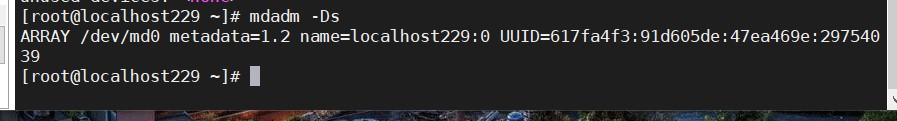 [root@localhost229 ~]# mdadm -Ds
ARRAY /dev/md0 metadata=1.2 name=localhost229:0 UUID=617fa4f3:91d605de:47ea469e:297540
39
[root@localhost229 ~]#